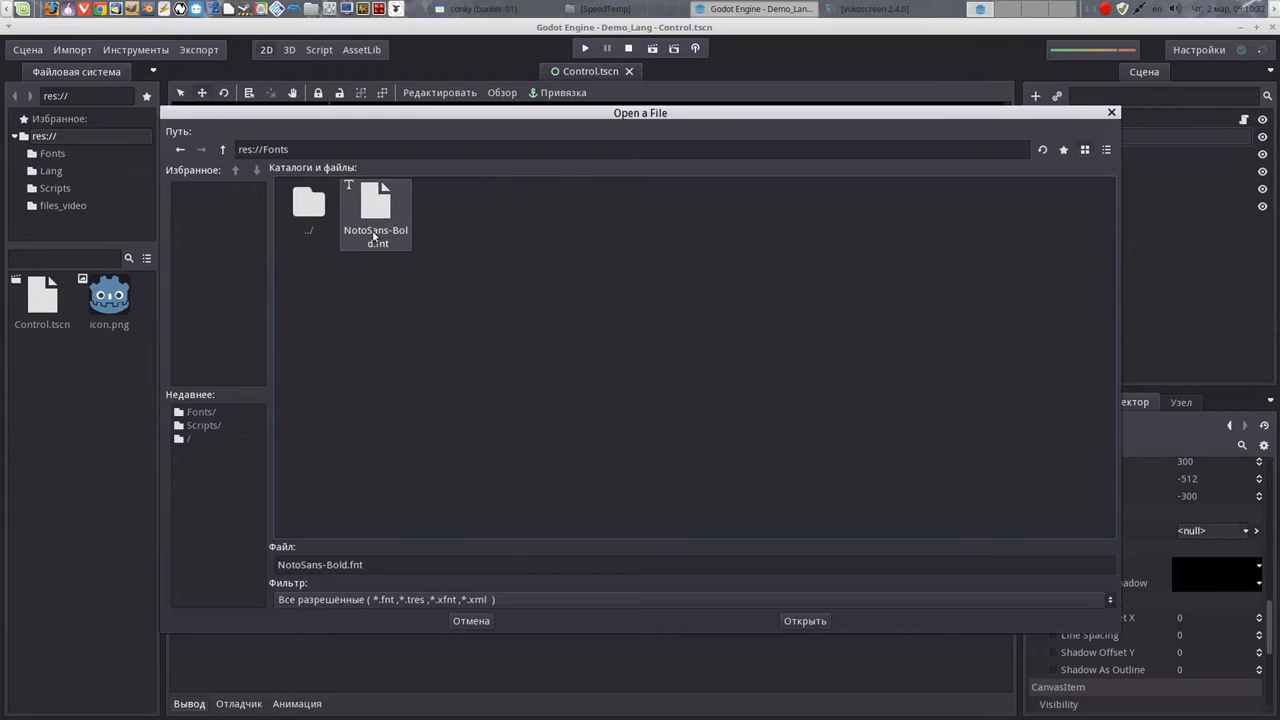 conky (bunker-01)
[SpeedTemp]
Godot Engine - Demo_Lang...
[vokoscreen 2.4.0]
en
Чт, 2 мар, 09:10:32
Godot Engine - Demo_Lang - Control.tscn
Сцена Импорт Инструменты Экспорт
2D 3D Script AssetLib
Настройки
Файловая система
Control.tscn
Сцена
res://
Редактировать Обзор Привязка
Избранное:
res://
Fonts
Lang
Scripts
files_video
Control.tscn
icon.png
Open a File
Путь:
res://Fonts
Избранное:
Каталоги и файлы:
../
NotoSans-Bol
d.fnt
Недавнее:
Fonts/
Scripts/
/
Файл:
NotoSans-Bold.fnt
Фильтр:
Все разрешённые ( *.fnt ,*.tres ,*.xfnt ,*.xml )
Отмена
Открыть
ектор Узел
300
-512
-300
<null>
adow
et X 0
Line Spacing 0
Shadow Offset Y 0
Shadow As Outline 0
CanvasItem
Visibility
Вывод Отладчик Анимация